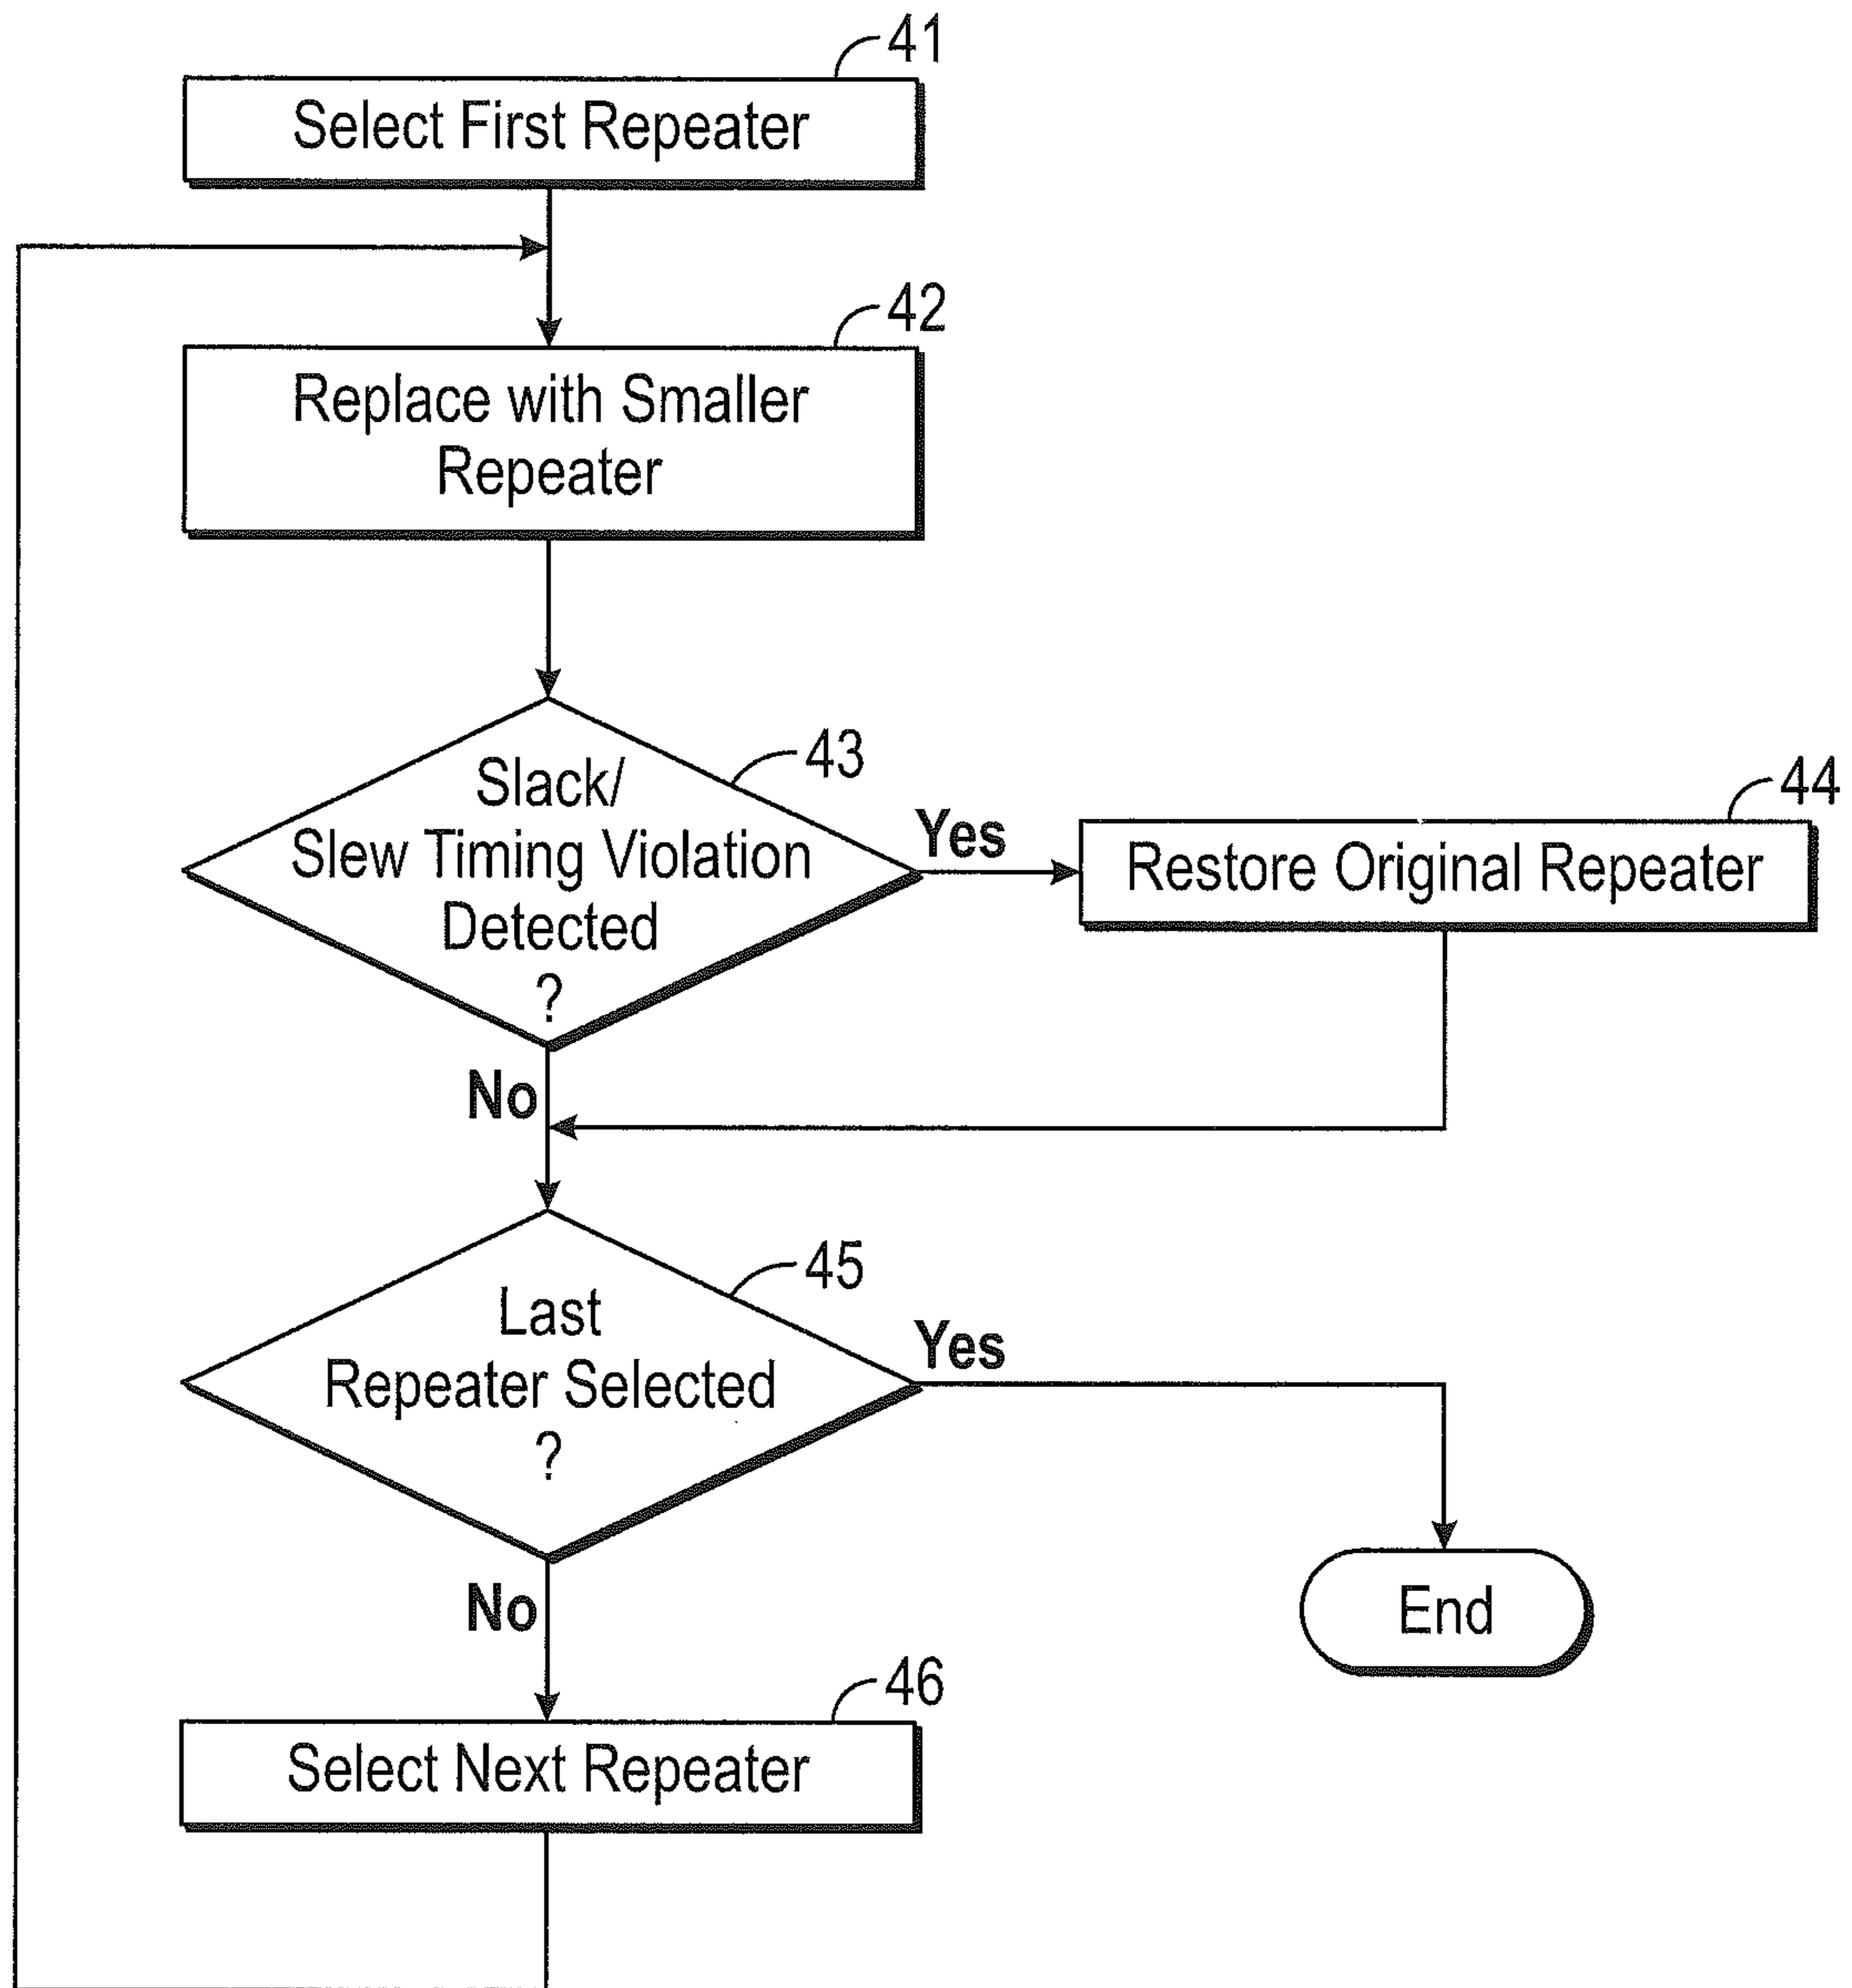 41
Select First Repeater
42
Replace with Smaller
Repeater
43
Slack/
Slew Timing Violation
Detected
?
Yes
44
Restore Original Repeater
No
45
Last
Repeater Selected
?
Yes
End
No
46
Select Next Repeater